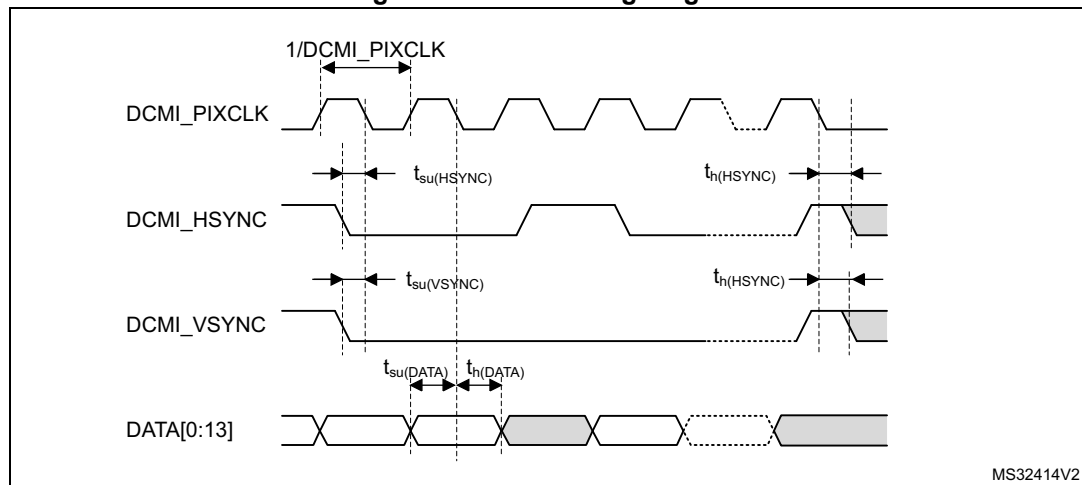 1/DCMI_PIXCLK
DCMI_PIXCLK
tsu(HSYNC)
th(HSYNC)
DCMI_HSYNC
tsu(VSYNC)
th(HSYNC)
DCMI_VSYNC
tsu(DATA)
th(DATA)
DATA[0:13]
MS32414V2